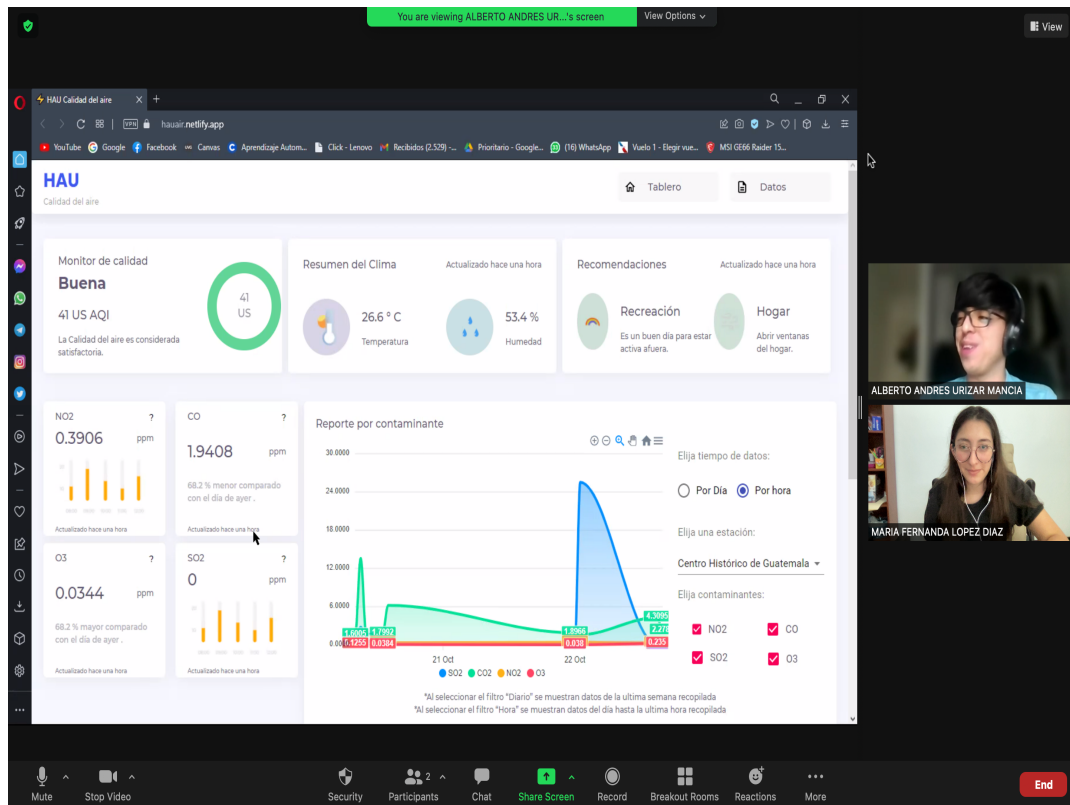 You are viewing ALBERTO ANDRES UR...'s screen
View Options
View
HAU Calidad del aire
VPN
hauair.netlify.app
YouTube
Google
Facebook
Canvas
Aprendizaje Autom...
Click - Lenovo
Recibidos (2.529) -...
Prioritario - Google...
(16) WhatsApp
Vuelo 1 - Elegir vue...
MSI GE66 Raider 15...
HAU
Calidad del aire
Tablero
Datos
Monitor de calidad
Buena
41 US AQI
La Calidad del aire es considerada
satisfactoria.
41
US
Resumen del Clima
Actualizado hace una hora
26.6 ° C
Temperatura
53.4 %
Humedad
Recomendaciones
Actualizado hace una hora
Recreación
Es un buen día para estar
activa afuera.
Hogar
Abrir ventanas
del hogar.
NO2
?
0.3906
ppm
Actualizado hace una hora
CO
?
1.9408
ppm
68.2 % menor comparado
con el día de ayer .
Actualizado hace una hora
O3
?
0.0344
ppm
68.2 % mayor comparado
con el día de ayer .
Actualizado hace una hora
SO2
?
0
ppm
Actualizado hace una hora
Reporte por contaminante
30.0000
24.0000
18.0000
12.0000
6.0000
1.6005
1.7992
0.0384
1.8966
0.038
4.3095
2.278
0.235
21 Oct
22 Oct
SO2
CO2
NO2
O3
*Al seleccionar el filtro "Diario" se muestran datos de la ultima semana recopilada
*Al seleccionar el filtro "Hora" se muestran datos del día hasta la ultima hora recopilada
Elija tiempo de datos:
Por Día
Por hora
Elija una estación:
Centro Histórico de Guatemala
Elija contaminantes:
NO2
CO
SO2
O3
ALBERTO ANDRES URIZAR MANCIA
MARIA FERNANDA LOPEZ DIAZ
Mute
Stop Video
Security
2
Participants
Chat
Share Screen
Record
Breakout Rooms
Reactions
More
End